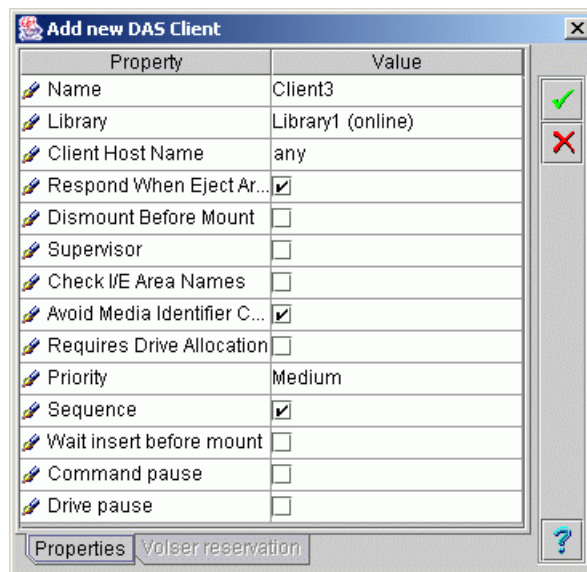 Add new DAS Client
Property Value
Name Client3
Library Library1 (online)
Client Host Name any
Respond When Eject Ar...
Dismount Before Mount
Supervisor
Check I/E Area Names
Avoid Media Identifier C...
Requires Drive Allocation
Priority Medium
Sequence
Wait insert before mount
Command pause
Drive pause
Properties Volser reservation
?